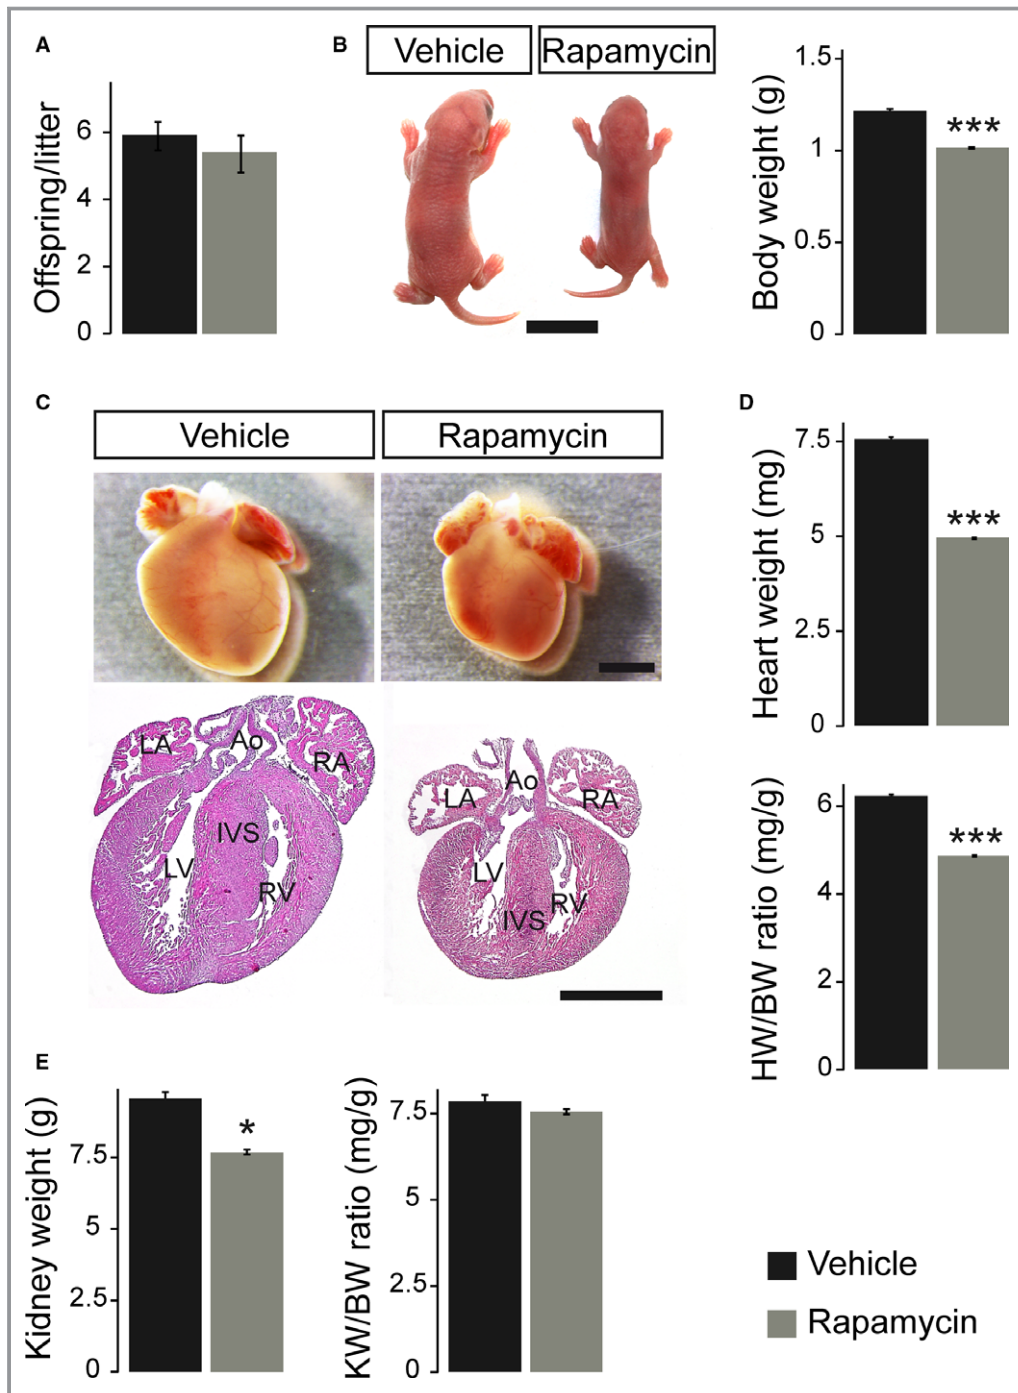 A
Offspring/litter
6
4
2
0
B
Vehicle
Rapamycin
Body weight (g)
1.5
1
0.5
0
***
C
Vehicle
Rapamycin
LA
Ao
RA
IVS
LV
RV
LA
Ao
RA
LV
IVS
RV
D
Heart weight (mg)
7.5
5
2.5
0
***
HW/BW ratio (mg/g)
6
4
2
0
***
E
Kidney weight (g)
7.5
5
2.5
0
*
KW/BW ratio (mg/g)
7.5
5
2.5
0
Vehicle
Rapamycin